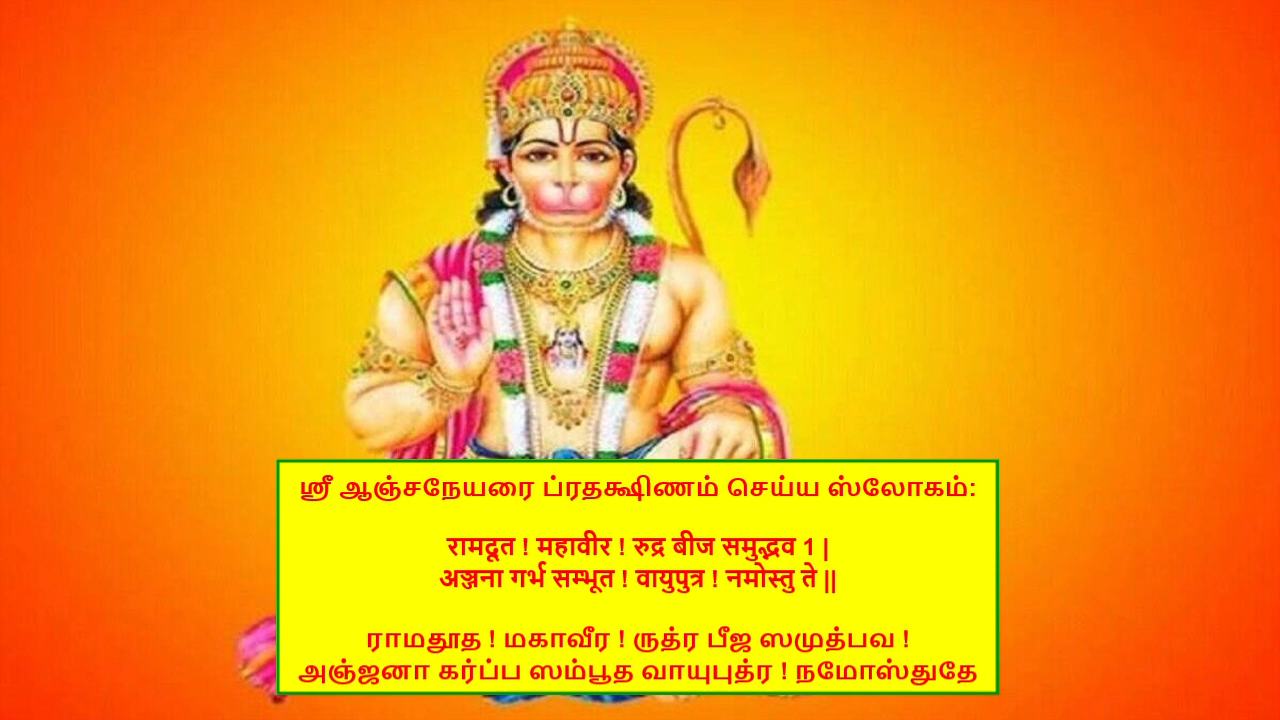 ஸ்ரீ ஆஞ்சநேயரை ப்ரதக்ஷிணம் செய்ய ஸ்லோகம்:
रामदूत ! महावीर ! रुद्र बीज समुद्भव 1 |
अञ्जना गर्भ सम्भूत ! वायुपुत्र ! नमोस्तु ते ||
ராமதூத ! மகாவீர ! ருத்ர பீஜ ஸமுத்பவ !
அஞ்ஜனா கர்ப்ப ஸம்பூத வாயுபுத்ர ! நமோஸ்துதே